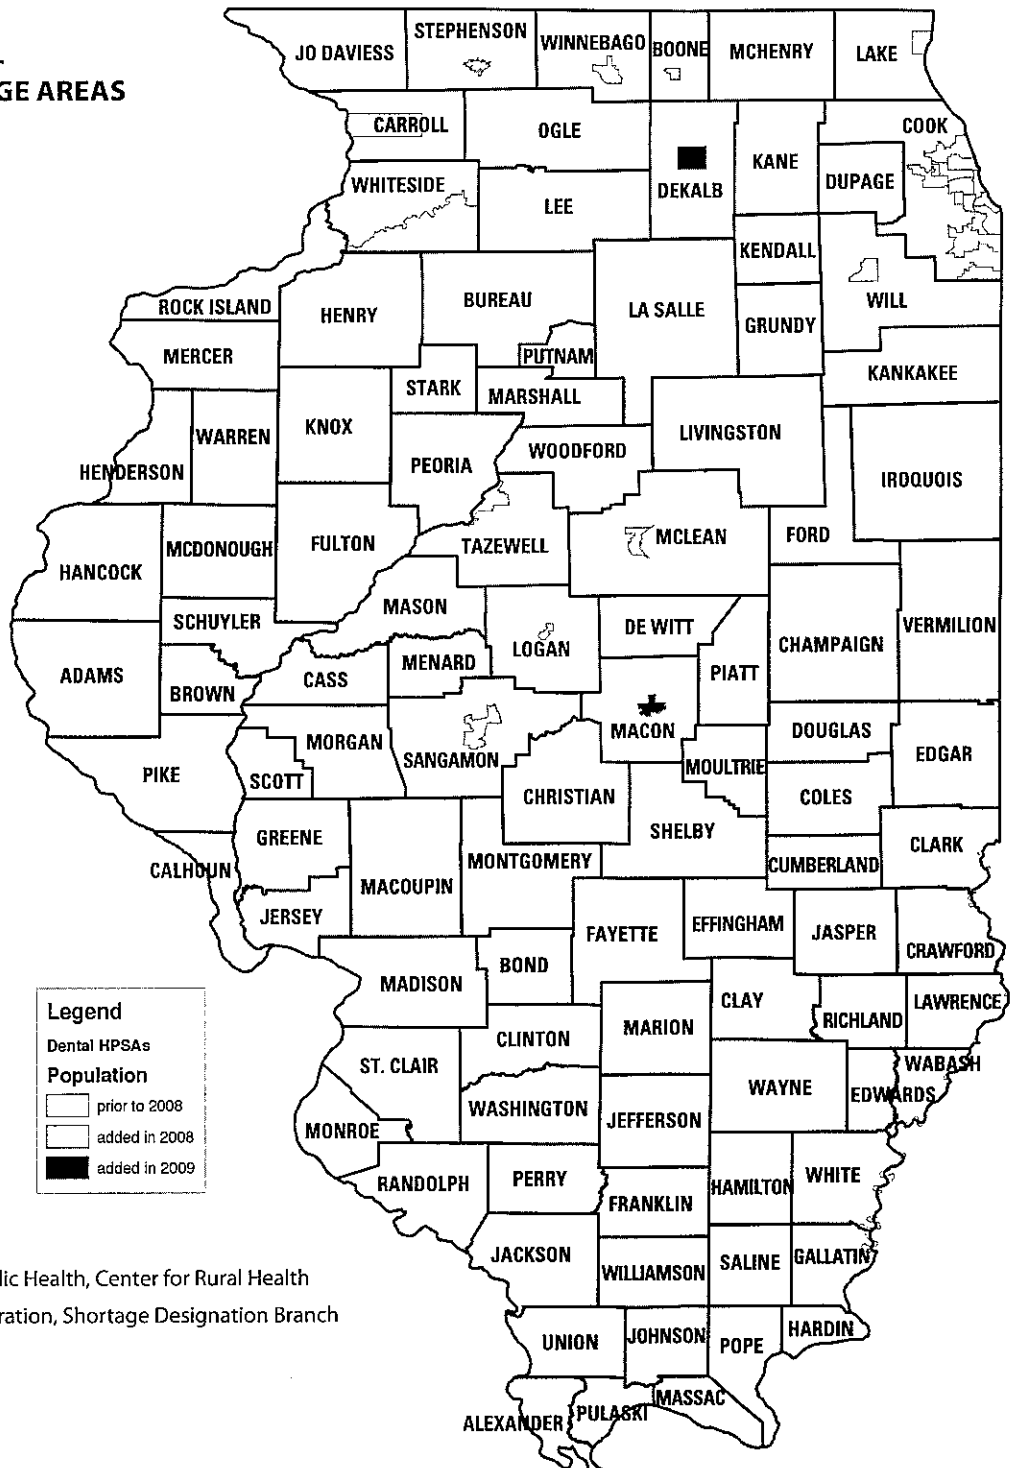 GE AREAS
JO DAVIESS
STEPHENSON
WINNEBAGO
BOONE
MCHENRY
LAKE
CARROLL
OGLE
COOK
KANE
DUPAGE
DEKALB
WHITESIDE
LEE
KENDALL
ROCK ISLAND
HENRY
BUREAU
LA SALLE
WILL
GRUNDY
MERCER
PUTNAM
KANKAKEE
STARK
MARSHALL
WARREN
KNOX
LIVINGSTON
HENDERSON
PEORIA
WOODFORD
IROQUOIS
HANCOCK
MCDONOUGH
FULTON
TAZEWELL
MCLEAN
FORD
MASON
SCHUYLER
DE WITT
VERMILION
ADAMS
BROWN
CASS
MENARD
LOGAN
PIATT
CHAMPAIGN
MACON
DOUGLAS
MORGAN
SANGAMON
EDGAR
PIKE
SCOTT
MOULTRIE
CHRISTIAN
COLES
GREENE
SHELBY
CALHOUN
MONTGOMERY
CLARK
MACOUPIN
CUMBERLAND
JERSEY
FAYETTE
EFFINGHAM
JASPER
CRAWFORD
BOND
MADISON
CLAY
LAWRENCE
RICHLAND
MARION
CLINTON
ST. CLAIR
WABASH
WAYNE
EDWARDS
WASHINGTON
JEFFERSON
MONROE
WHITE
RANDOLPH
PERRY
HAMILTON
FRANKLIN
JACKSON
WILLIAMSON
SALINE
GALLATIN
UNION
JOHNSON
POPE
HARDIN
MASSAC
ALEXANDER
PULASKI
Legend
Dental HPSAs
Population
prior to 2008
added in 2008
added in 2009
lic Health, Center for Rural Health
ration, Shortage Designation Branch